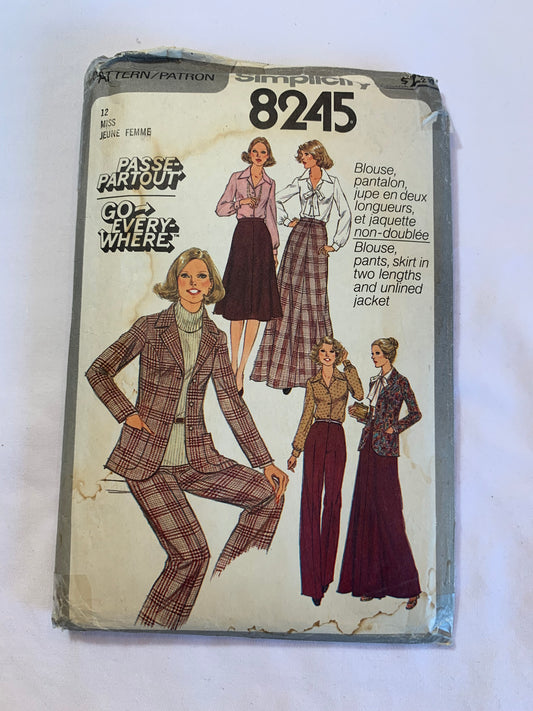 PATTERN/PATRON
Simplicity
8245
12
MISS
JEUNE FEMME
PASSE-
PARTOUT
GO→
EVERY-
WHERE™
Blouse,
pantalon,
jupe en deux
longueurs,
et jaquette
non-doublée
Blouse,
pants, skirt in
two lengths
and unlined
jacket